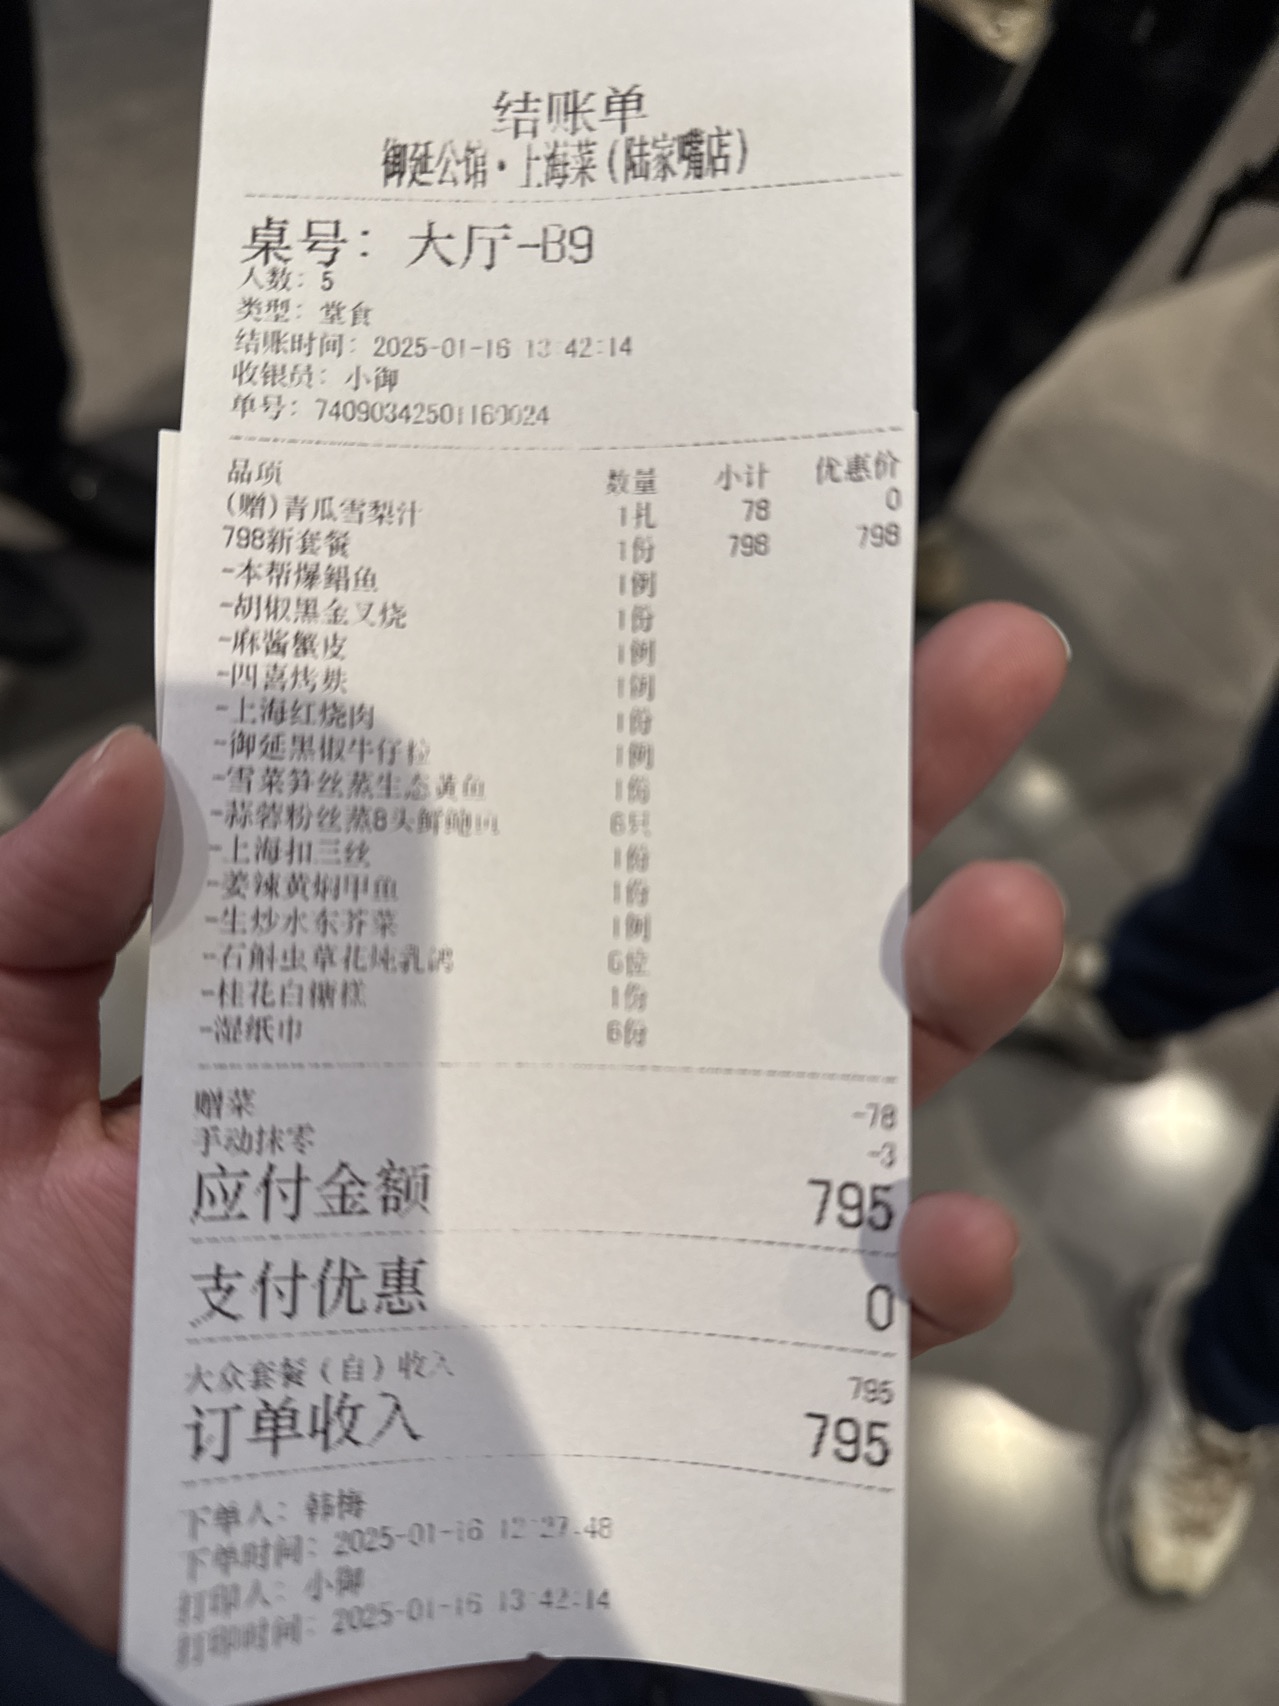 结账单
御延公馆·上海菜(陆家嘴店)
桌号: 大厅-B9
人数: 5
类型: 堂食
结账时间: 2025-01-16 13:42:14
收银员: 小御
单号: 74090342501160024
品项 数量 小计 优惠价
(赠)青瓜雪梨汁 1扎 78 0
798新套餐 1份 798 798
-本帮爆鲳鱼 1例
-胡椒黑金叉烧 1份
-麻酱蟹皮 1例
-四喜烤麸 1例
-上海红烧肉 1份
-御延黑椒牛仔粒 1例
-雪菜笋丝蒸生态黄鱼 1份
-蒜蓉粉丝蒸8头鲜鲍鱼 6只
-上海扣三丝 1份
-姜辣黄焖甲鱼 1份
-生炒水东芥菜 1例
-石斛虫草花炖乳鸽 6位
-桂花白糖糕 1份
-湿纸巾 6份
赠菜 -78
手动抹零 -3
应付金额 795
支付优惠 0
大众套餐(自)收入 795
订单收入 795
下单人: 韩梅
下单时间: 2025-01-16 12:27:48
打印人: 小御
打印时间: 2025-01-16 13:42:14